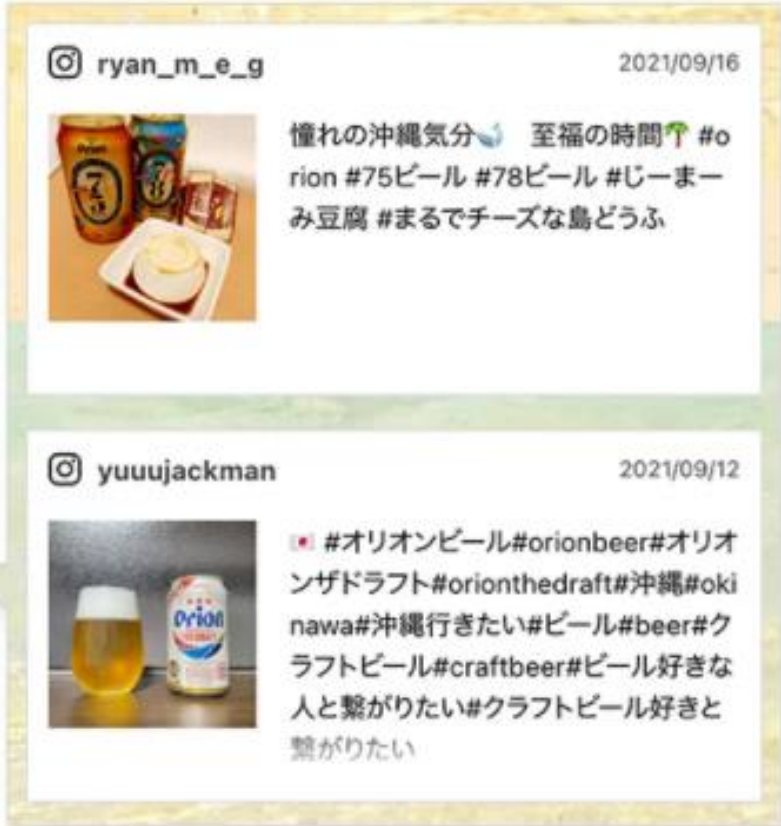 ryan_m_e_g
2021/09/16
憧れの沖縄気分🐳 至福の時間🌴 #o
rion #75ビール #78ビール #じーまー
み豆腐 #まるでチーズな島どうふ
Orion
75
78
yuuujackman
2021/09/12
🇯🇵 #オリオンビール#orionbeer#オリオ
ンザドラフト#orionthedraft#沖縄#oki
nawa#沖縄行きたい#ビール#beer#ク
ラフトビール#craftbeer#ビール好きな
人と繋がりたい#クラフトビール好きと
繋がりたい
Orion